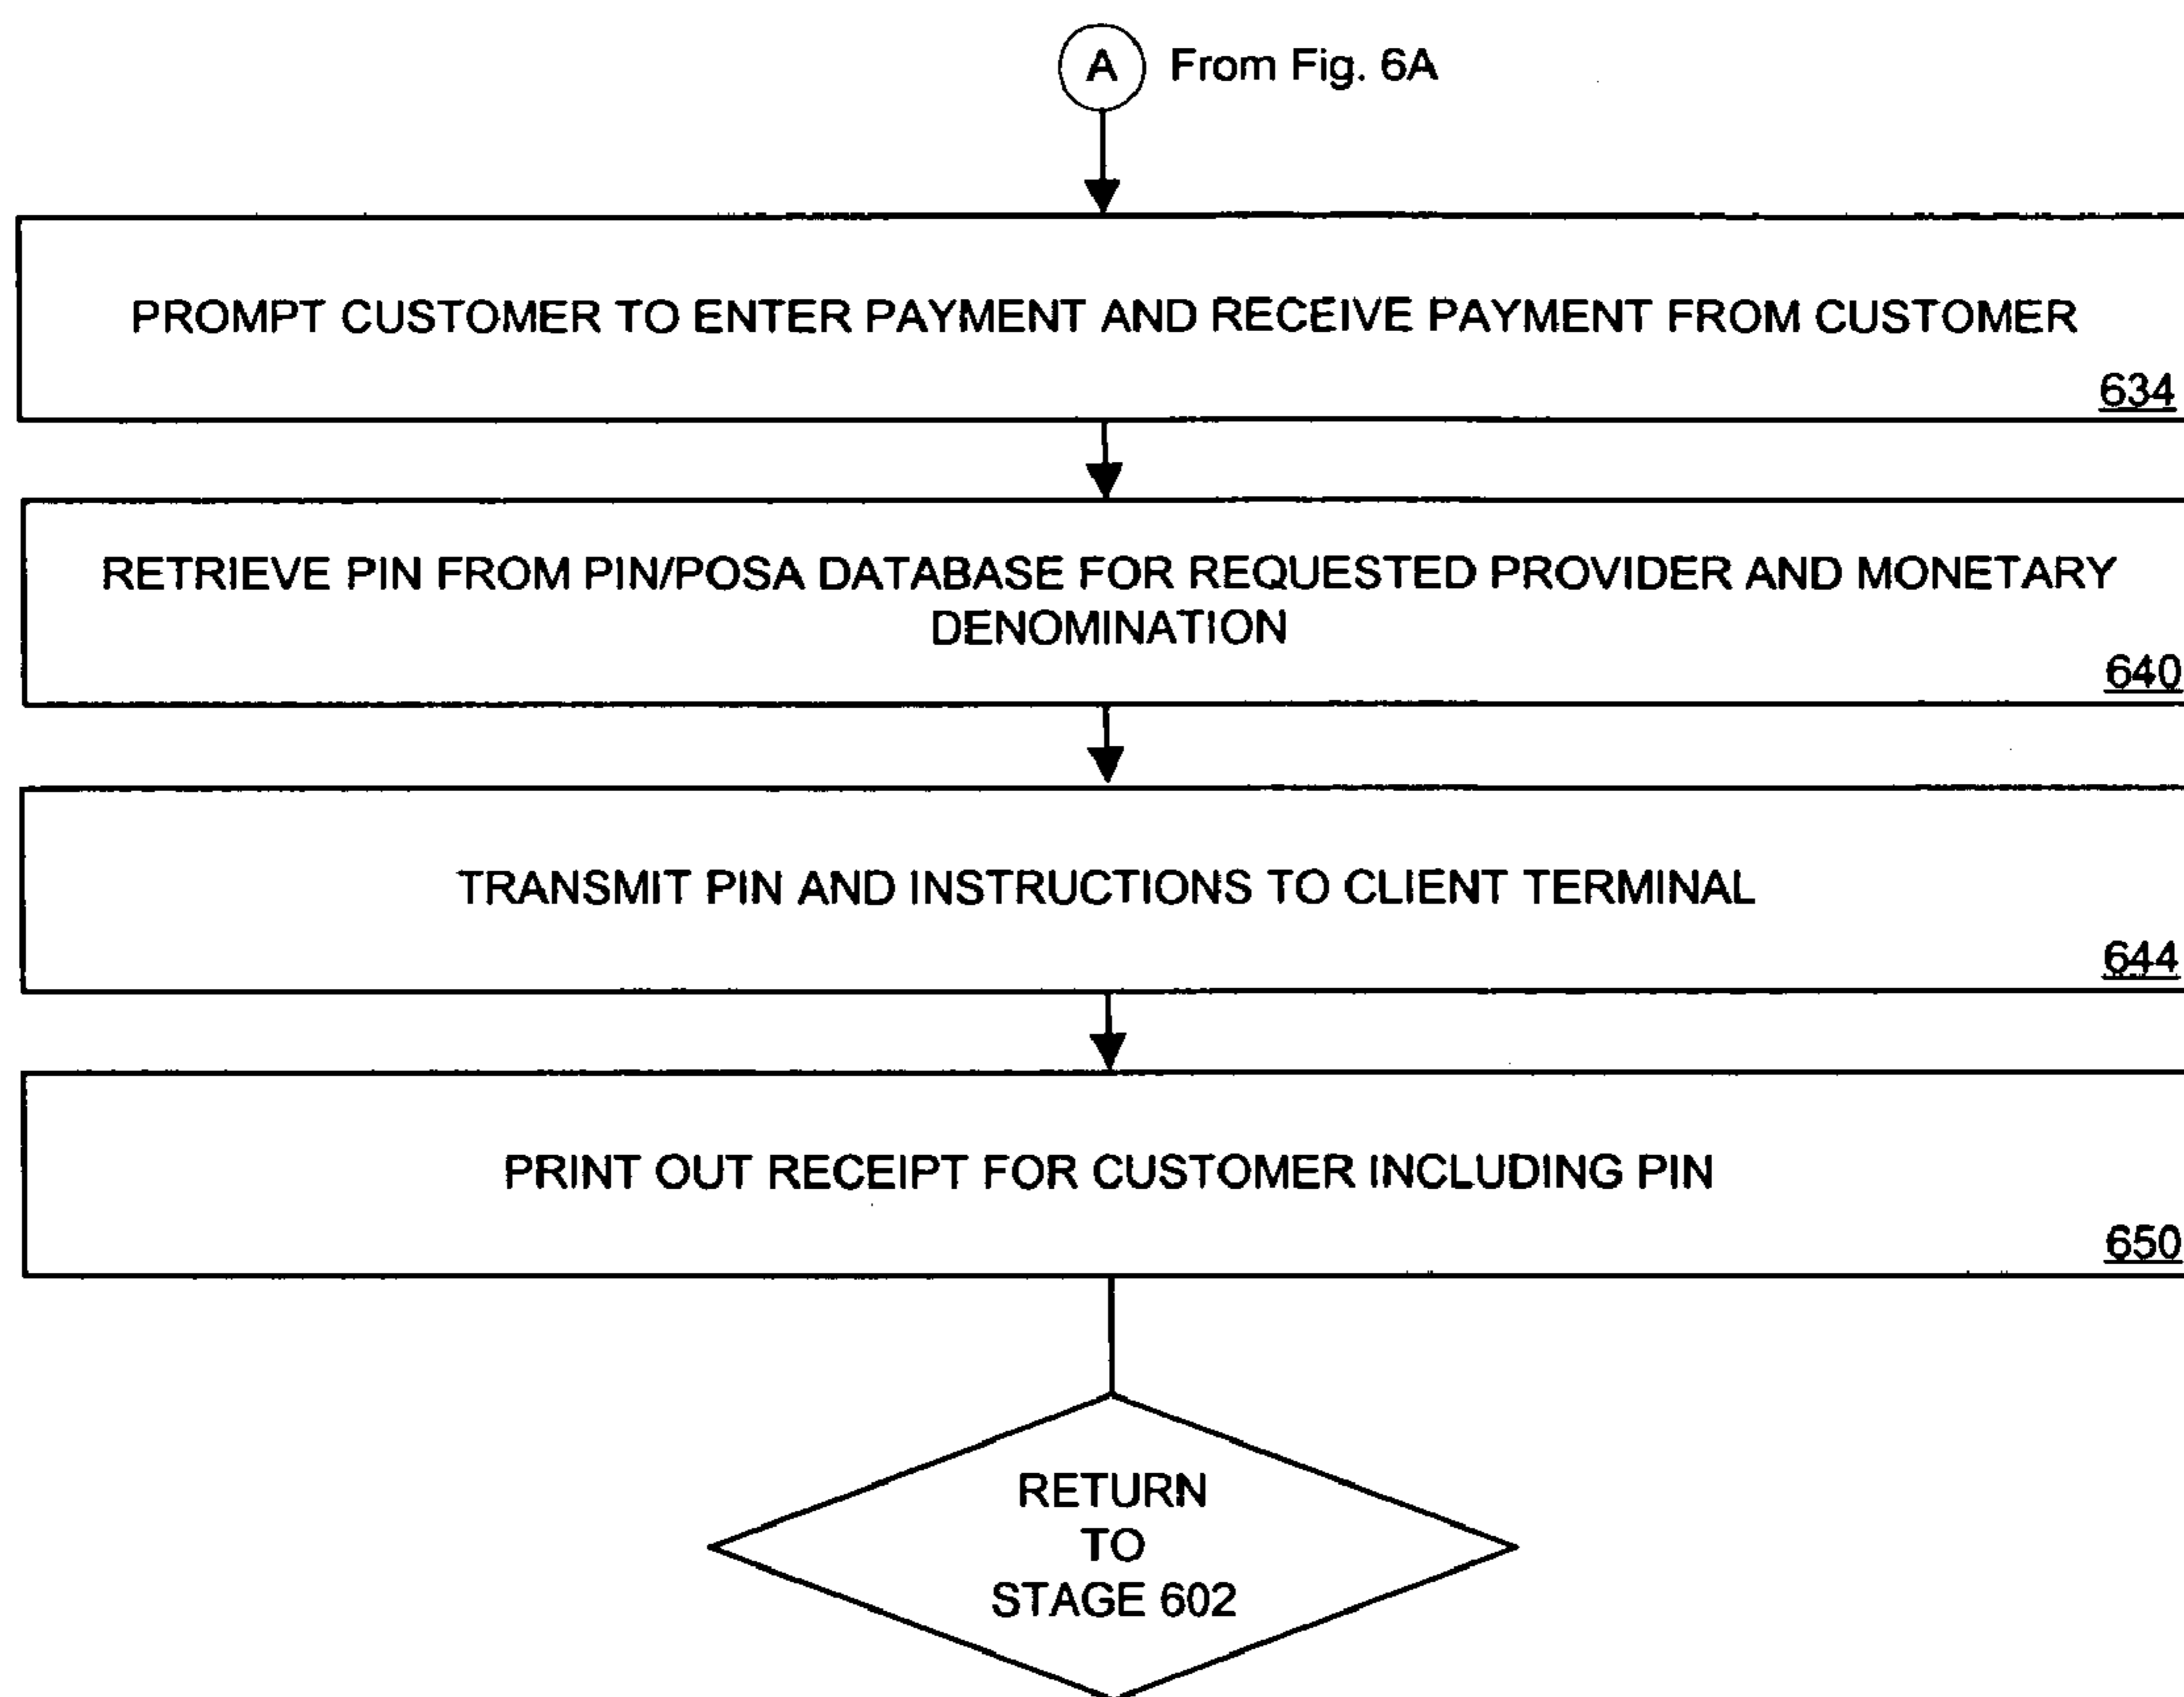 A From Fig. 6A
PROMPT CUSTOMER TO ENTER PAYMENT AND RECEIVE PAYMENT FROM CUSTOMER
634
RETRIEVE PIN FROM PIN/POSA DATABASE FOR REQUESTED PROVIDER AND MONETARY
DENOMINATION
640
TRANSMIT PIN AND INSTRUCTIONS TO CLIENT TERMINAL
644
PRINT OUT RECEIPT FOR CUSTOMER INCLUDING PIN
650
RETURN
TO
STAGE 602